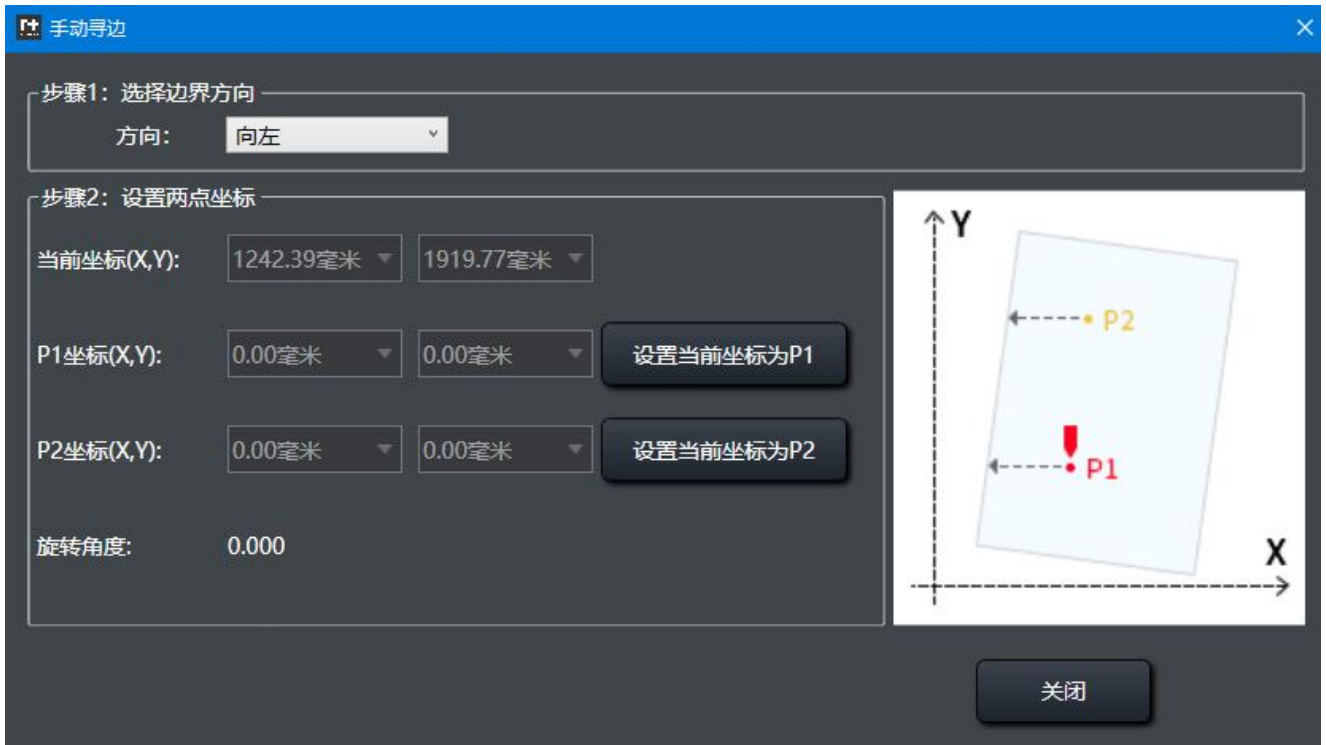 手动寻边
步骤1：选择边界方向
方向： 向左
步骤2：设置两点坐标
当前坐标(X,Y): 1242.39毫米 1919.77毫米
P1坐标(X,Y): 0.00毫米 0.00毫米 设置当前坐标为P1
P2坐标(X,Y): 0.00毫米 0.00毫米 设置当前坐标为P2
旋转角度: 0.000
Y
P2
P1
X
关闭